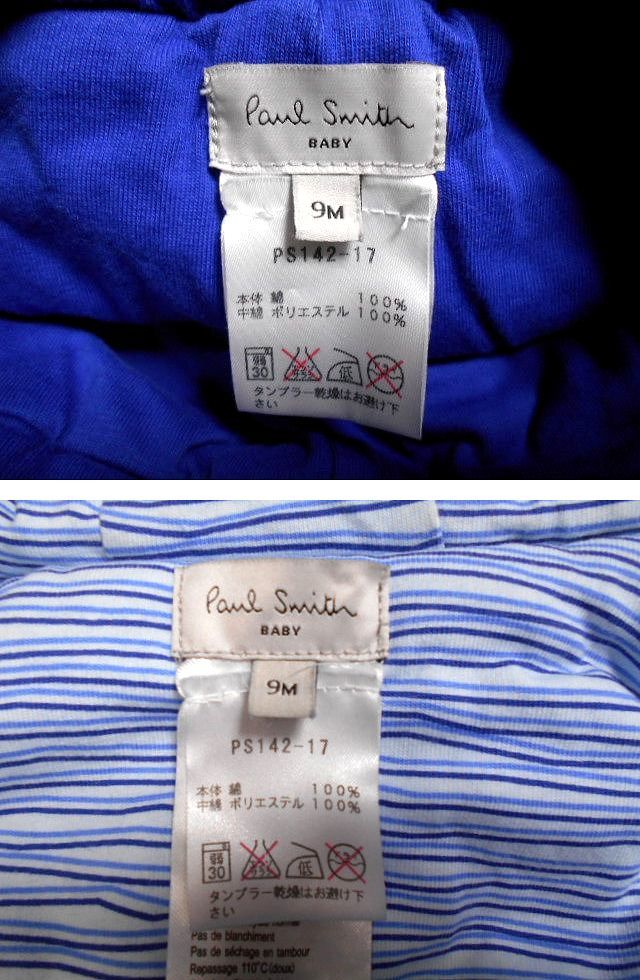 Paul Smith
BABY
9M
PS142-17
本体 綿 100%
中綿 ポリエステル 100%
弱 30
低
タンブラー乾燥はお避け下
さい
Paul Smith
BABY
9M
PS142-17
本体 綿 100%
中綿 ポリエステル 100%
弱 30
低
タンブラー乾燥はお避け下
さい
normal
Pas de blanchiment
Pas de séchage en tambour
Repassage 110°C(doux)